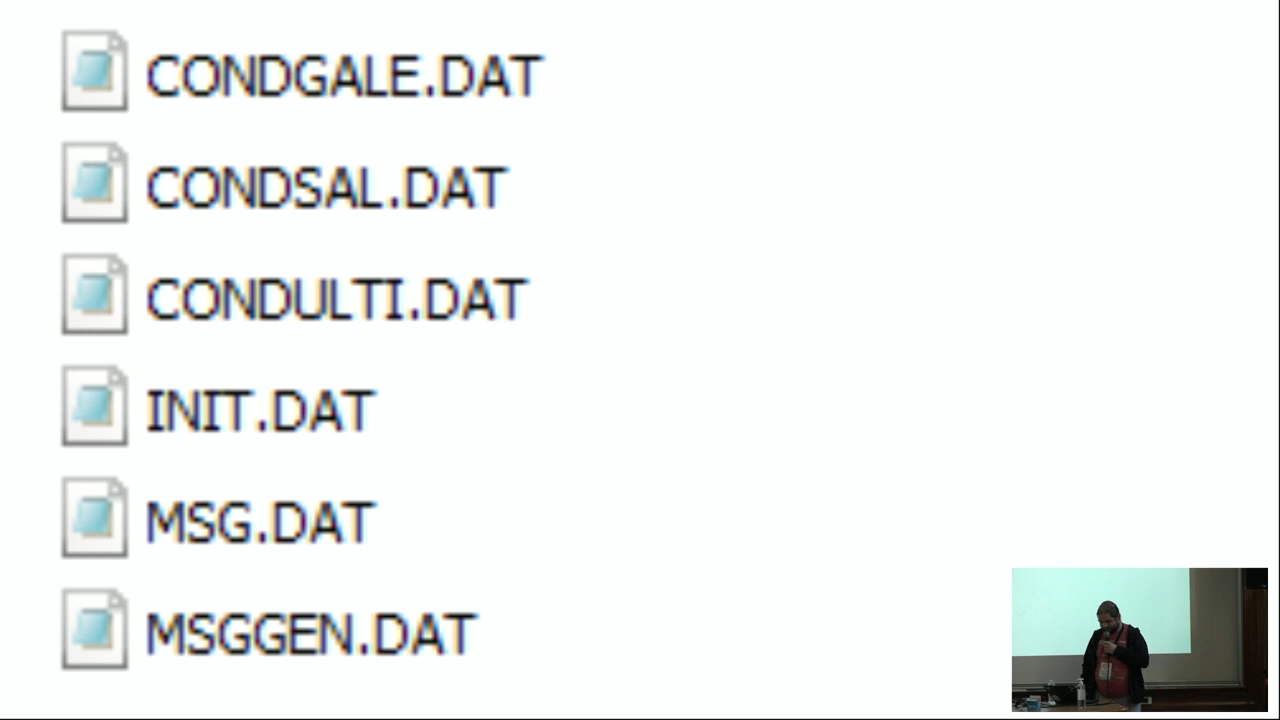 CONDGALE.DAT
CONDSAL.DAT
CONDULTI.DAT
INIT.DAT
MSG.DAT
MSGGEN.DAT